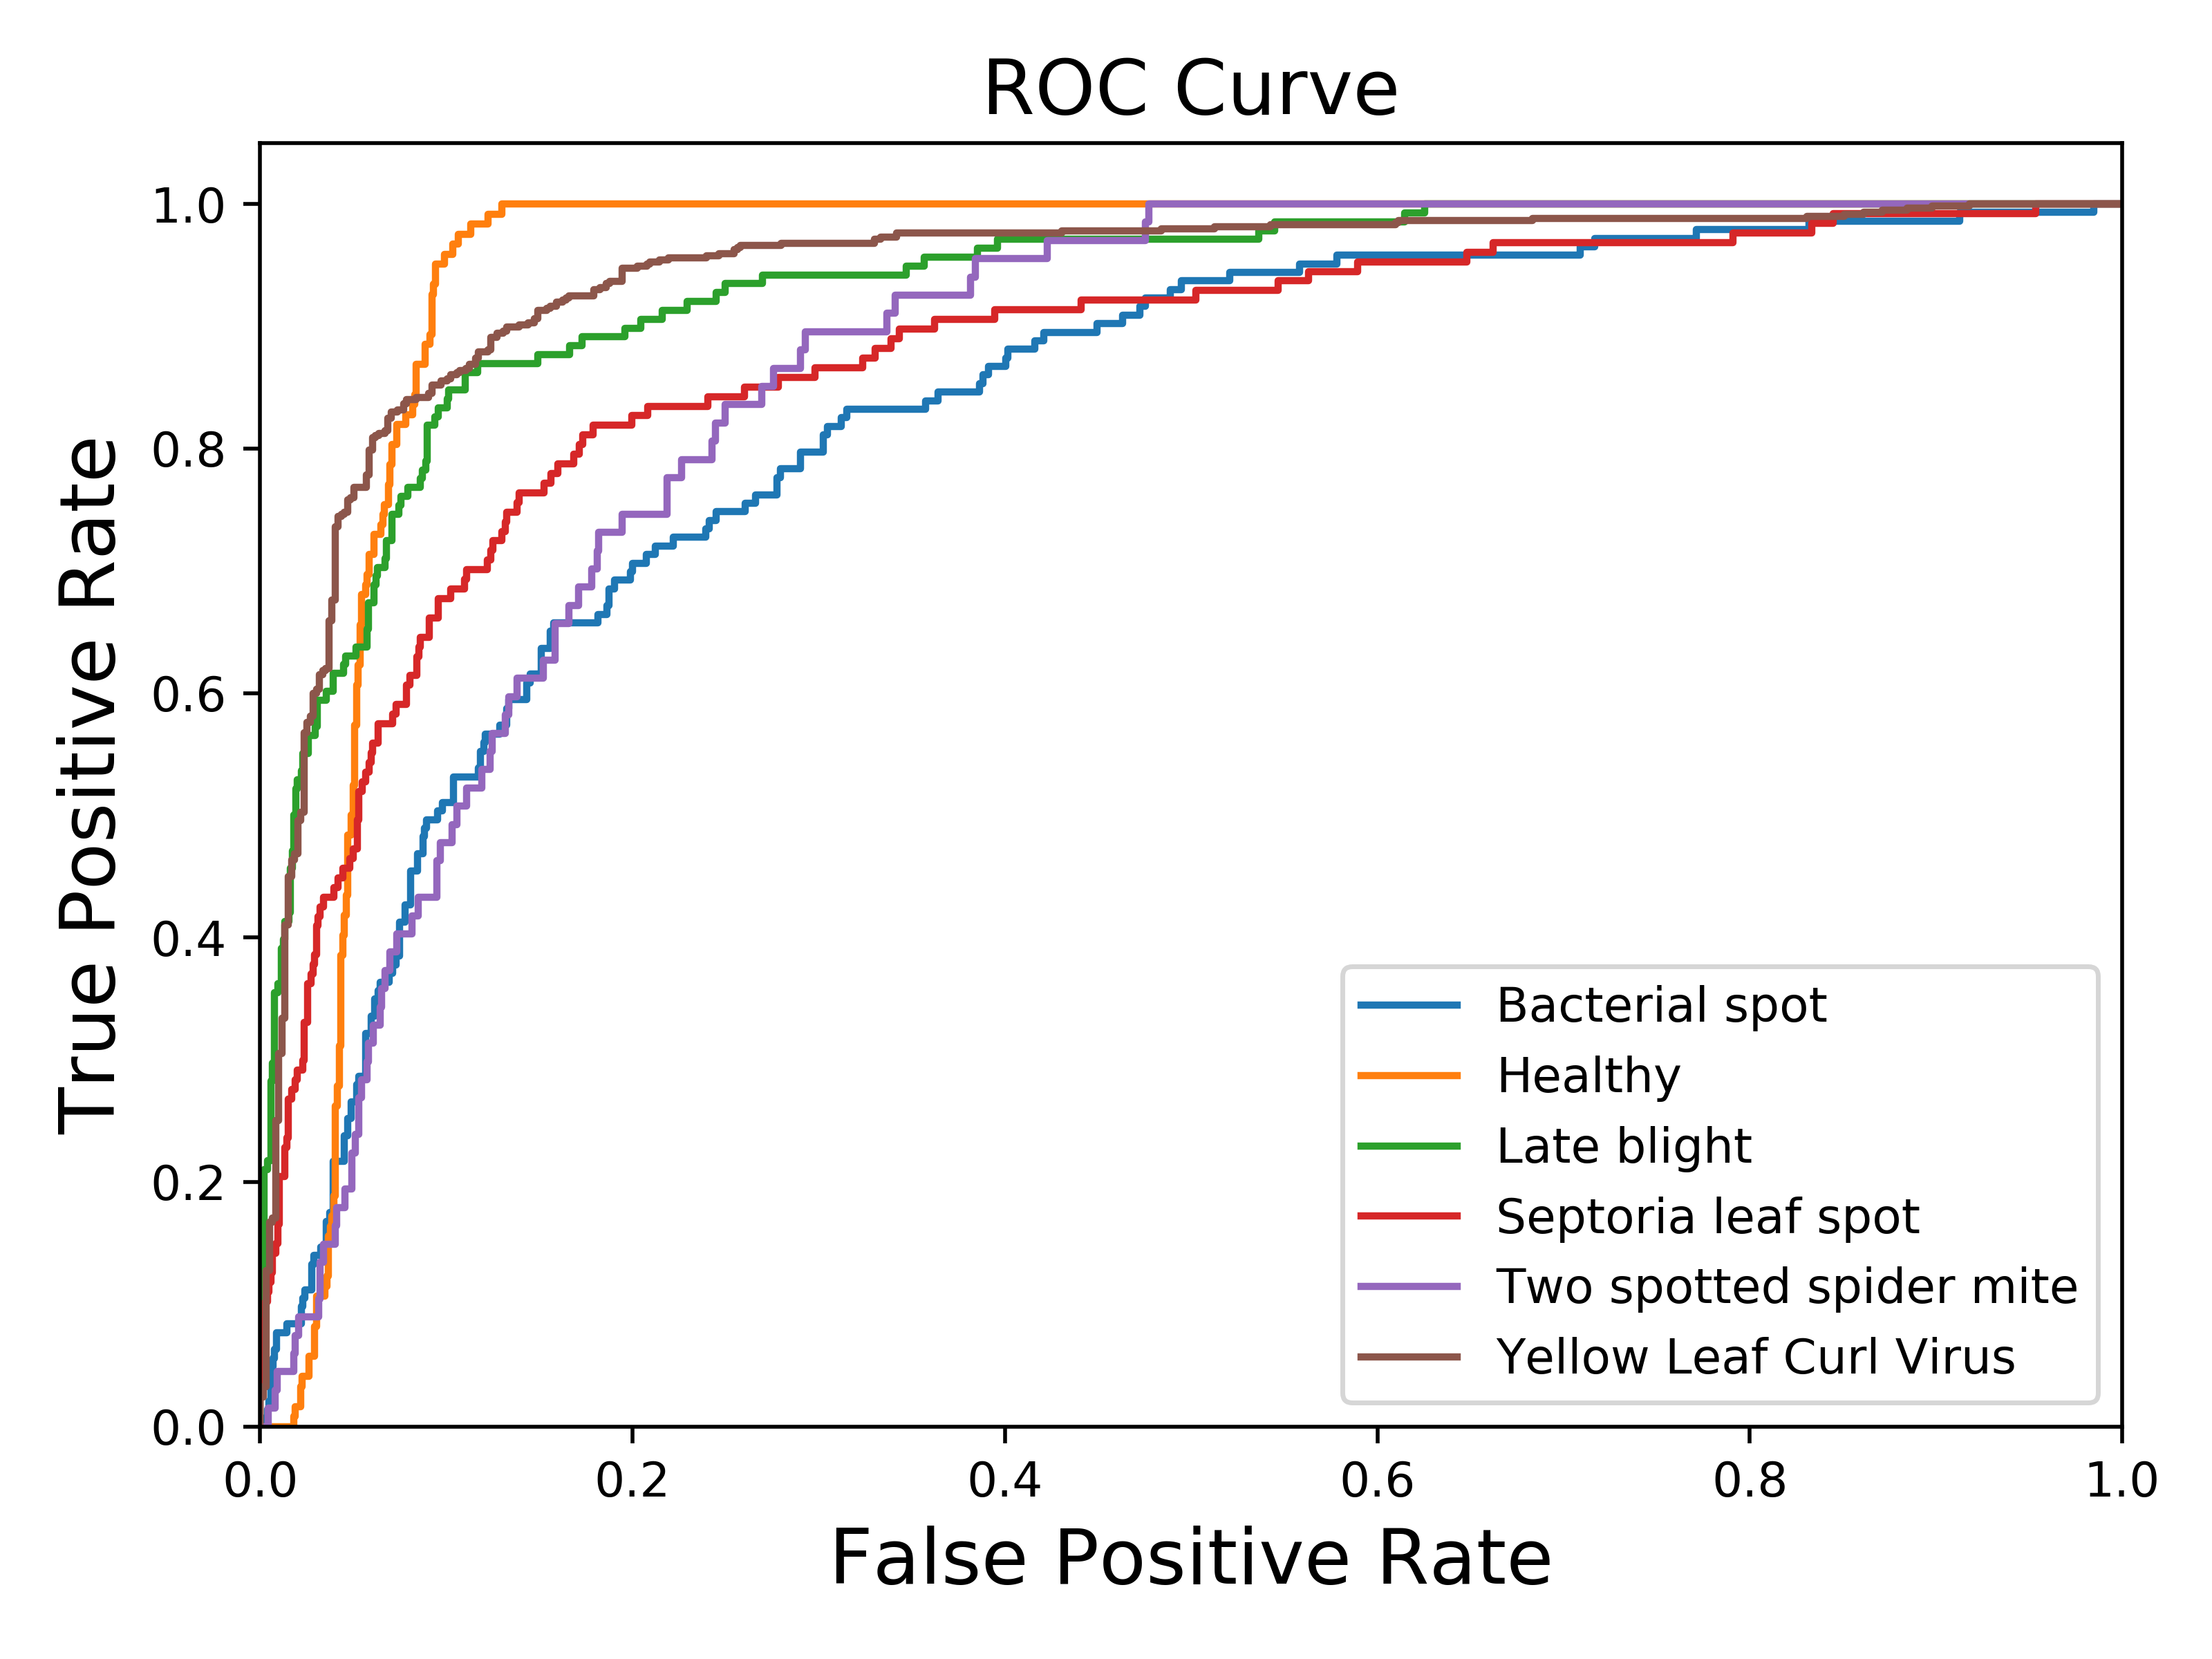 ROC Curve
True Positive Rate
1.0
0.8
0.6
0.4
0.2
0.0
0.0 0.2 0.4 0.6 0.8 1.0
False Positive Rate
Bacterial spot
Healthy
Late blight
Septoria leaf spot
Two spotted spider mite
Yellow Leaf Curl Virus